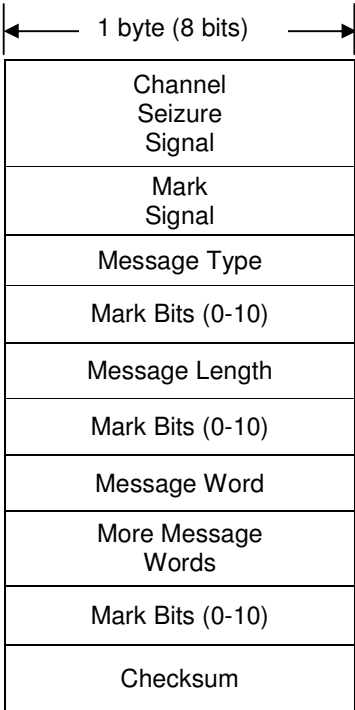 1 byte (8 bits)
Channel
Seizure
Signal
Mark
Signal
Message Type
Mark Bits (0-10)
Message Length
Mark Bits (0-10)
Message Word
More Message
Words
Mark Bits (0-10)
Checksum